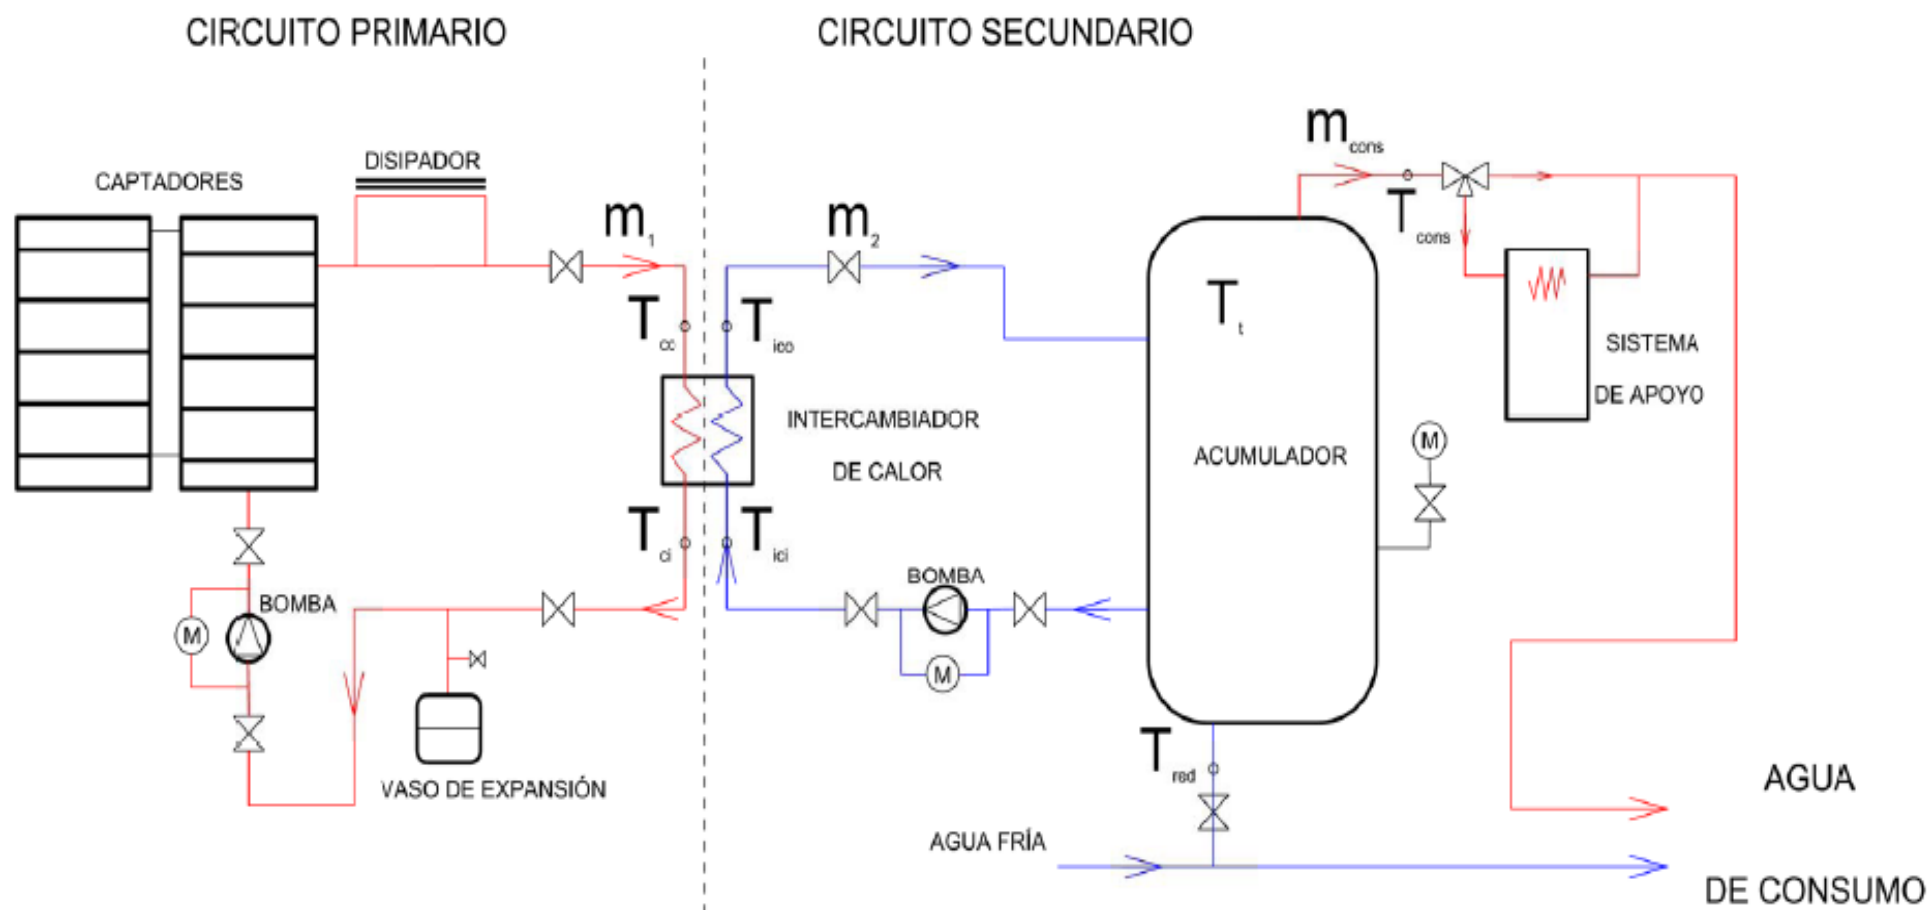 CIRCUITO PRIMARIO
CIRCUITO SECUNDARIO
CAPTADORES
DISIPADOR
m1
m2
mcons
Tcons
Tco
Tico
Tt
INTERCAMBIADOR
DE CALOR
ACUMULADOR
SISTEMA
DE APOYO
M
Tci
Tici
BOMBA
BOMBA
M
M
VASO DE EXPANSIÓN
Tred
AGUA FRÍA
AGUA
DE CONSUMO